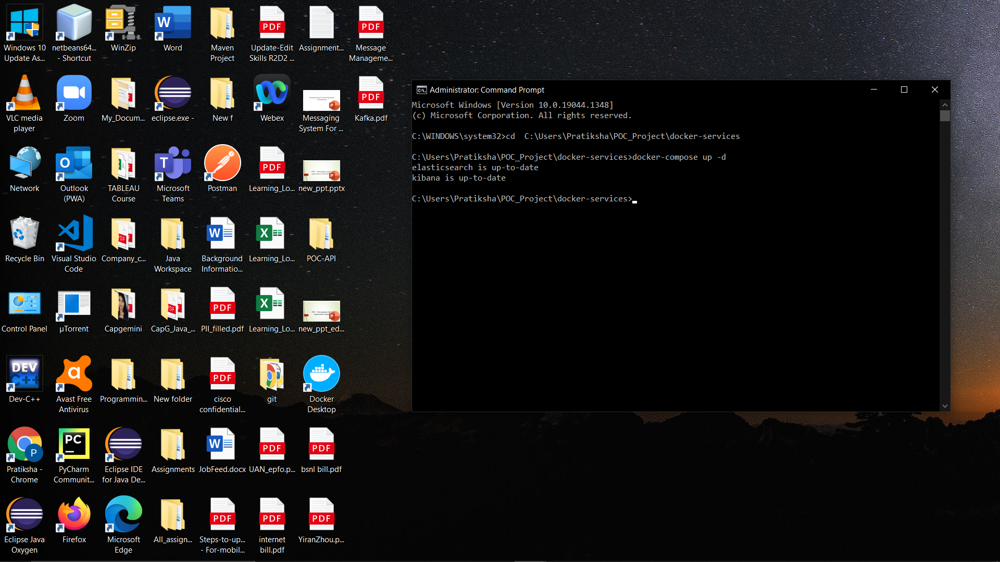 Windows 10
Update As...
netbeans64...
- Shortcut
WinZip
Word
Maven
Project
Update-Edit
Skills R2D2 ...
Assignment...
Message
Manageme...
VLC media
player
Zoom
My_Docum...
eclipse.exe -
New f
Webex
Messaging
System For ...
Kafka.pdf
Network
Outlook
(PWA)
TABLEAU
Course
Microsoft
Teams
Postman
Learning_Lo...
new_ppt.pptx
Recycle Bin
Visual Studio
Code
Company_c...
Java
Workspace
Background
Informatio...
Learning_Lo...
POC-API
Control Panel
µTorrent
Capgemini
CapG_Java_...
PII_filled.pdf
Learning_Lo...
new_ppt_ed...
Dev-C++
Avast Free
Antivirus
Programmin...
New folder
cisco
confidential...
git
Docker
Desktop
Pratiksha -
Chrome
PyCharm
Communit...
Eclipse IDE
for Java De...
Assignments
JobFeed.docx
UAN_epfo.p...
bsnl bill.pdf
Eclipse Java
Oxygen
Firefox
Microsoft
Edge
All_assign...
Steps-to-up...
- For-mobil...
internet
bill.pdf
YiranZhou.p...
Administrator: Command Prompt
Microsoft Windows [Version 10.0.19044.1348]
(c) Microsoft Corporation. All rights reserved.
C:\WINDOWS\system32>cd  C:\Users\Pratiksha\POC_Project\docker-services
C:\Users\Pratiksha\POC_Project\docker-services>docker-compose up -d
elasticsearch is up-to-date
kibana is up-to-date
C:\Users\Pratiksha\POC_Project\docker-services>